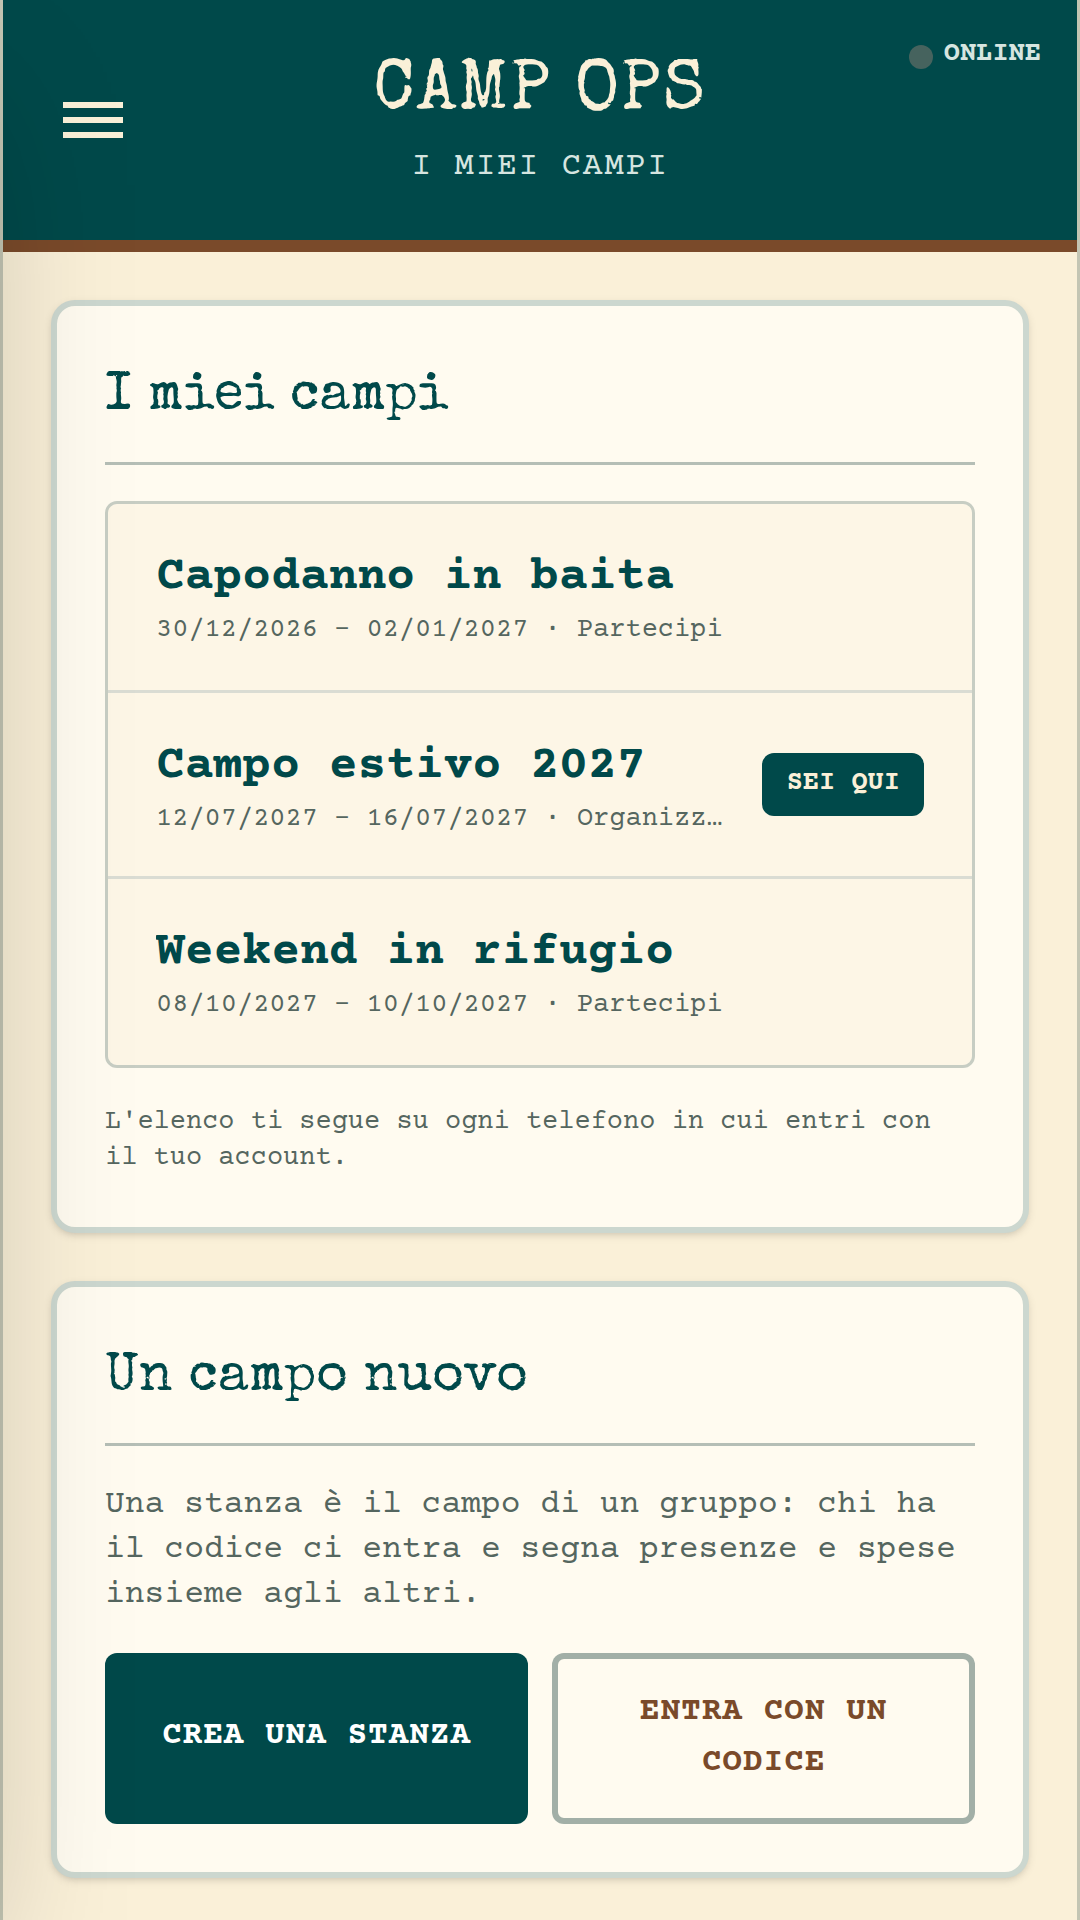 CAMP OPS
ONLINE
I MIEI CAMPI
I miei campi
Capodanno in baita
30/12/2026 – 02/01/2027 · Partecipi
Campo estivo 2027
12/07/2027 – 16/07/2027 · Organizz…
SEI QUI
Weekend in rifugio
08/10/2027 – 10/10/2027 · Partecipi
L'elenco ti segue su ogni telefono in cui entri con
il tuo account.
Un campo nuovo
Una stanza è il campo di un gruppo: chi ha
il codice ci entra e segna presenze e spese
insieme agli altri.
CREA UNA STANZA
ENTRA CON UN
CODICE